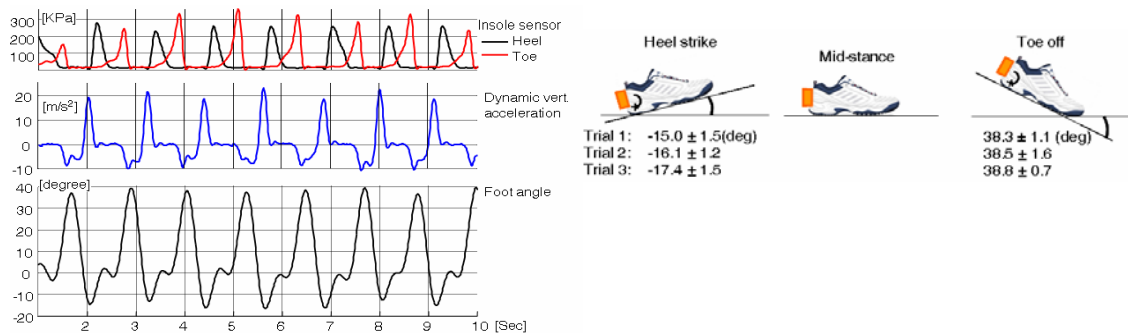 [KPa]
300
200
100
Insole sensor
Heel
Toe
[m/s²]
20
10
0
-10
Dynamic vert.
acceleration
[degree]
40
30
20
10
0
-10
-20
Foot angle
2 3 4 5 6 7 8 9 10 [Sec]
Heel strike
Mid-stance
Toe off
Trial 1: -15.0 ± 1.5(deg) 38.3 ± 1.1 (deg)
Trial 2: -16.1 ± 1.2 38.5 ± 1.6
Trial 3: -17.4 ± 1.5 38.8 ± 0.7